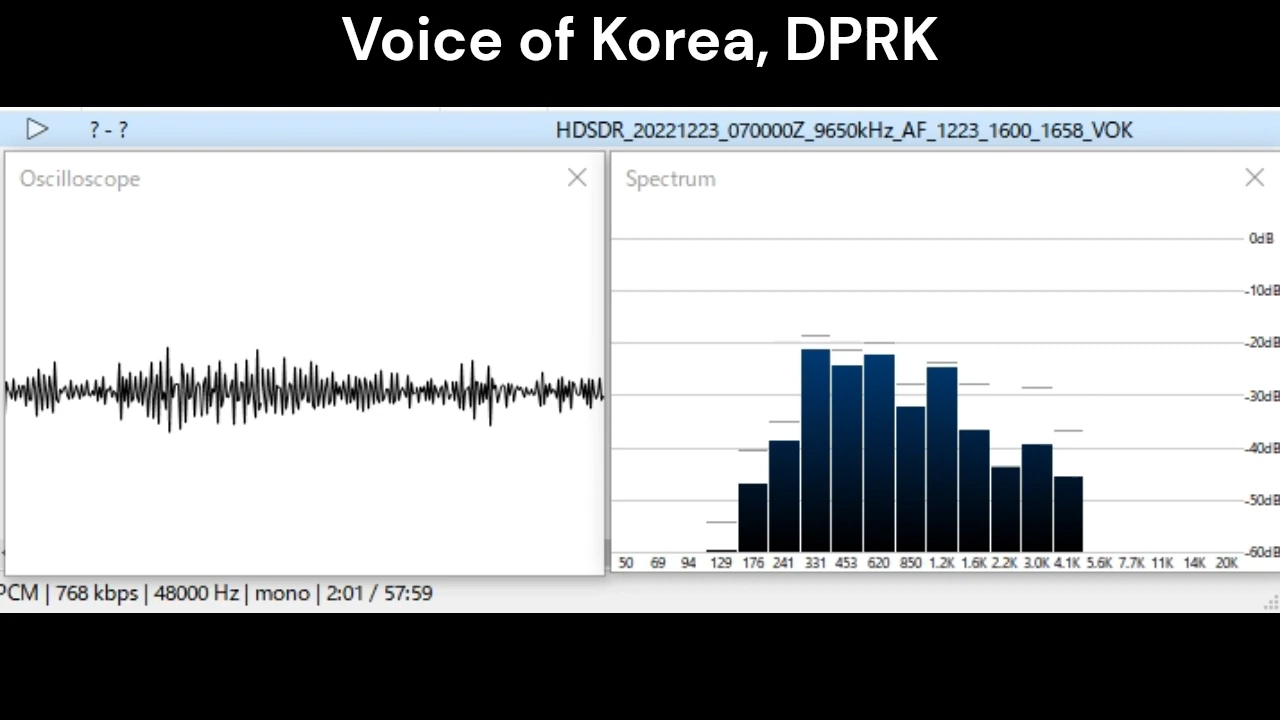 Voice of Korea, DPRK
? - ? HDSDR_20221223_070000Z_9650kHz_AF_1223_1600_1658_VOK
Oscilloscope
Spectrum
0dB
-10dB
-20dB
-30dB
-40dB
-50dB
-60dB
50 69 94 129 176 241 331 453 620 850 1.2K 1.6K 2.2K 3.0K 4.1K 5.6K 7.7K 11K 14K 20K
PCM | 768 kbps | 48000 Hz | mono | 2:01 / 57:59